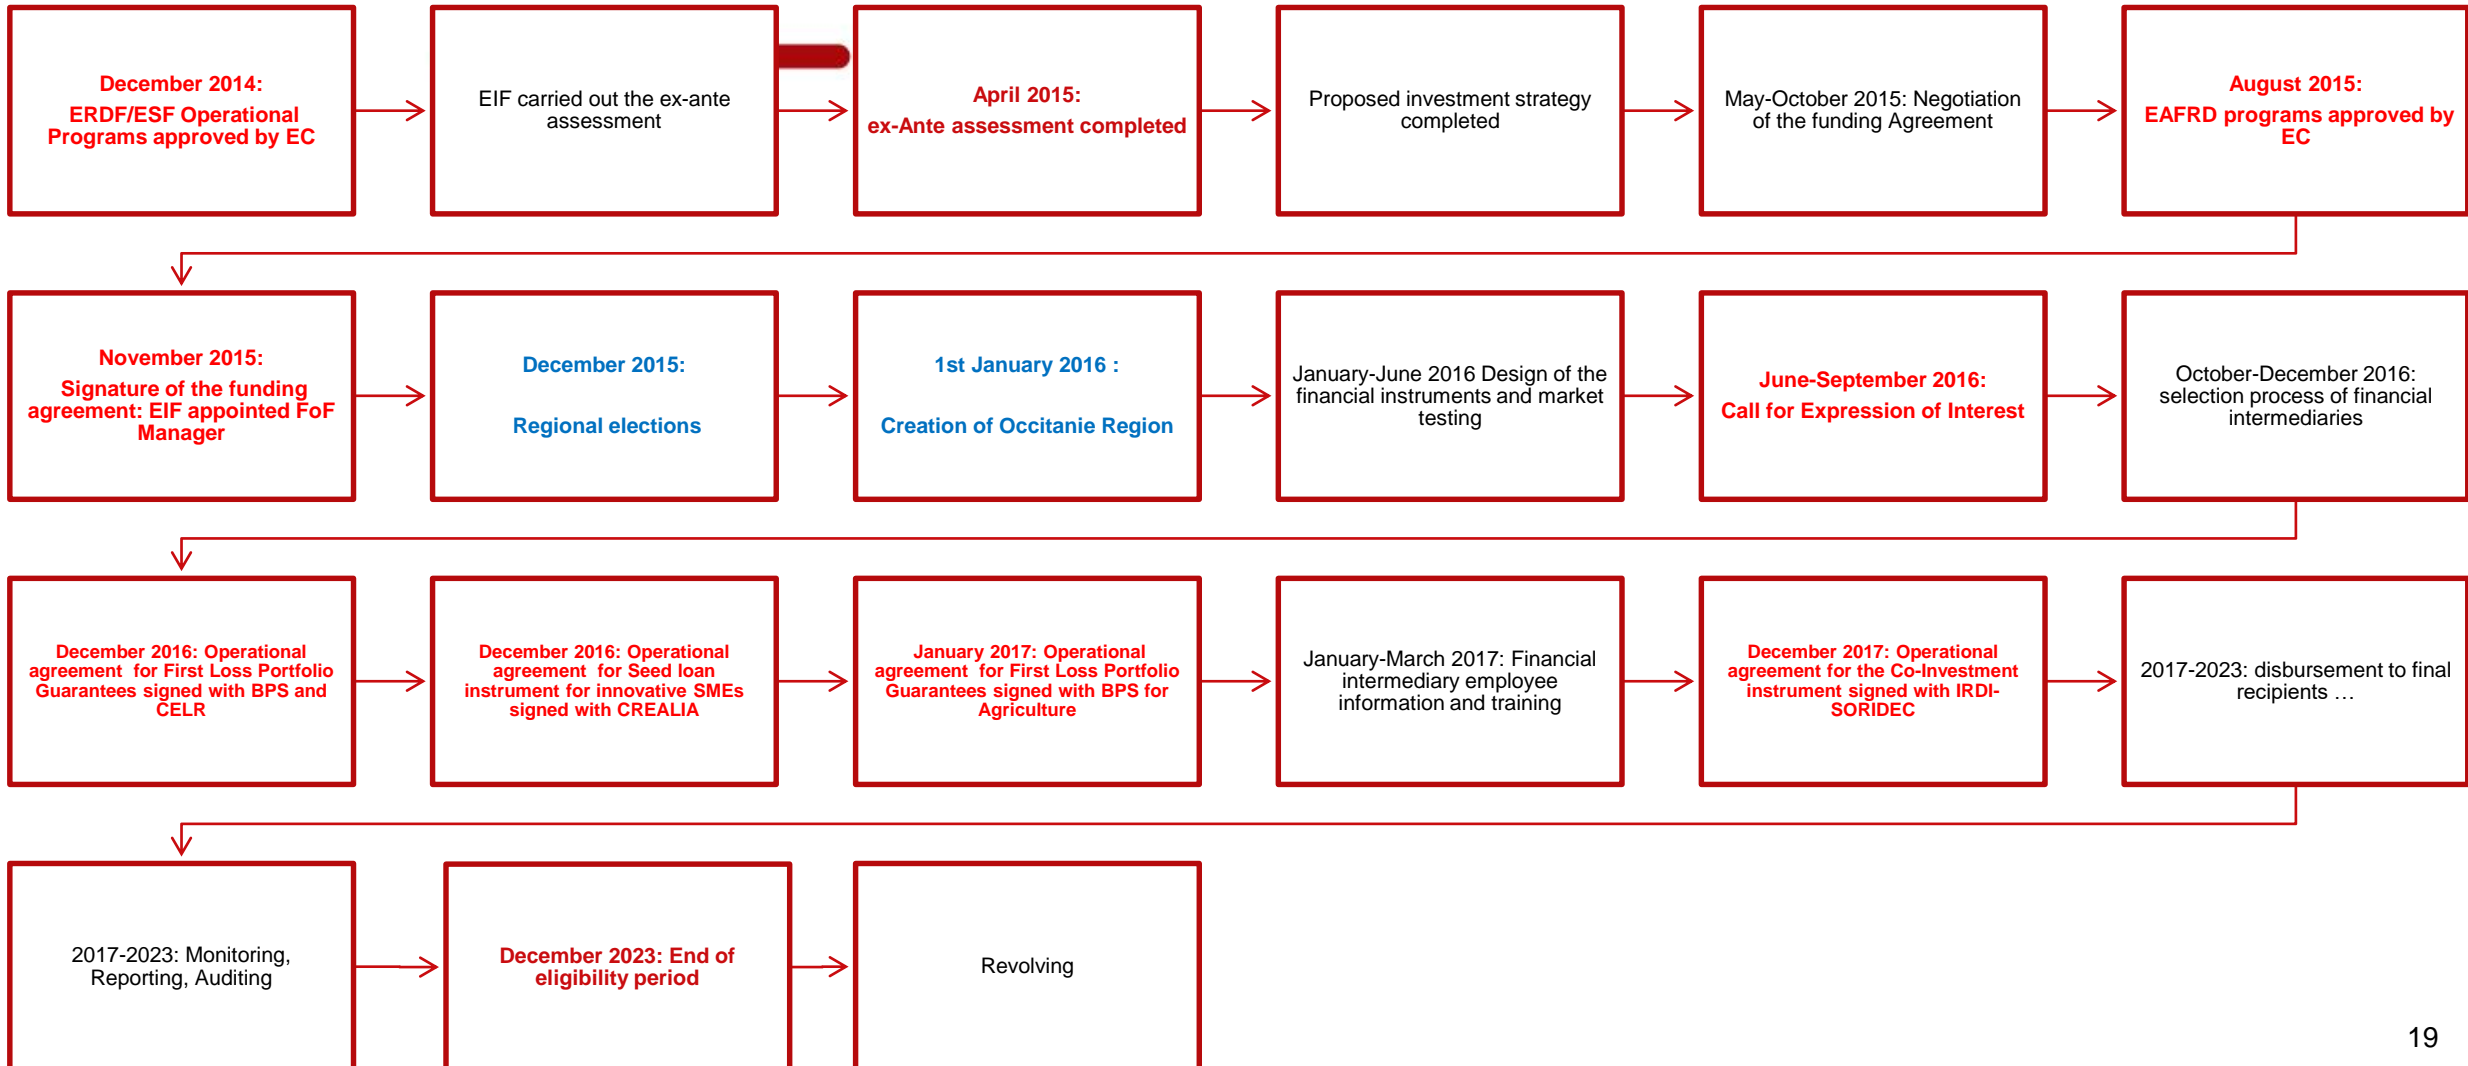 December 2014:
ERDF/ESF Operational
Programs approved by EC
EIF carried out the ex-ante
assessment
April 2015:
ex-Ante assessment completed
Proposed investment strategy
completed
May-October 2015: Negotiation
of the funding Agreement
August 2015:
EAFRD programs approved by
EC
November 2015:
Signature of the funding
agreement: EIF appointed FoF
Manager
December 2015:
Regional elections
1st January 2016 :
Creation of Occitanie Region
January-June 2016 Design of the
financial instruments and market
testing
June-September 2016:
Call for Expression of Interest
October-December 2016:
selection process of financial
intermediaries
December 2016: Operational
agreement  for First Loss Portfolio
Guarantees signed with BPS and
CELR
December 2016: Operational
agreement  for Seed loan
instrument for innovative SMEs
signed with CREALIA
January 2017: Operational
agreement  for First Loss Portfolio
Guarantees signed with BPS for
Agriculture
January-March 2017: Financial
intermediary employee
information and training
December 2017: Operational
agreement for the Co-Investment
instrument signed with IRDI-
SORIDEC
2017-2023: disbursement to final
recipients …
2017-2023: Monitoring,
Reporting, Auditing
December 2023: End of
eligibility period
Revolving
19